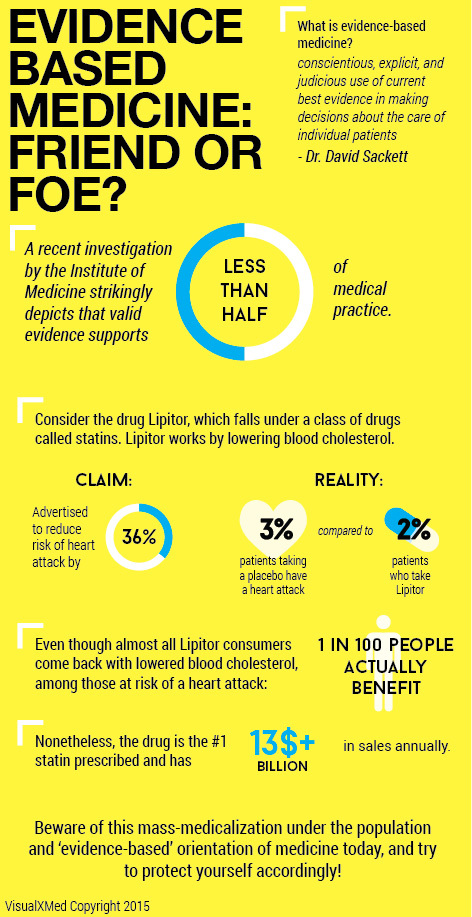 EVIDENCE
BASED
MEDICINE:
FRIEND OR
FOE?
What is evidence-based
medicine?
conscientious, explicit, and
judicious use of current
best evidence in making
decisions about the care of
individual patients
- Dr. David Sackett
A recent investigation
by the Institute of
Medicine strikingly
depicts that valid
evidence supports
LESS
THAN
HALF
of
medical
practice.
Consider the drug Lipitor, which falls under a class of drugs
called statins. Lipitor works by lowering blood cholesterol.
CLAIM:
Advertised
to reduce
risk of heart
attack by
36%
REALITY:
3%
patients taking
a placebo have
a heart attack
compared to
2%
patients
who take
Lipitor
Even though almost all Lipitor consumers
come back with lowered blood cholesterol,
among those at risk of a heart attack:
1 IN 100 PEOPLE
ACTUALLY
BENEFIT
Nonetheless, the drug is the #1
statin prescribed and has
13$+
BILLION
in sales annually.
Beware of this mass-medicalization under the population
and ‘evidence-based’ orientation of medicine today, and try
to protect yourself accordingly!
VisualXMed Copyright 2015